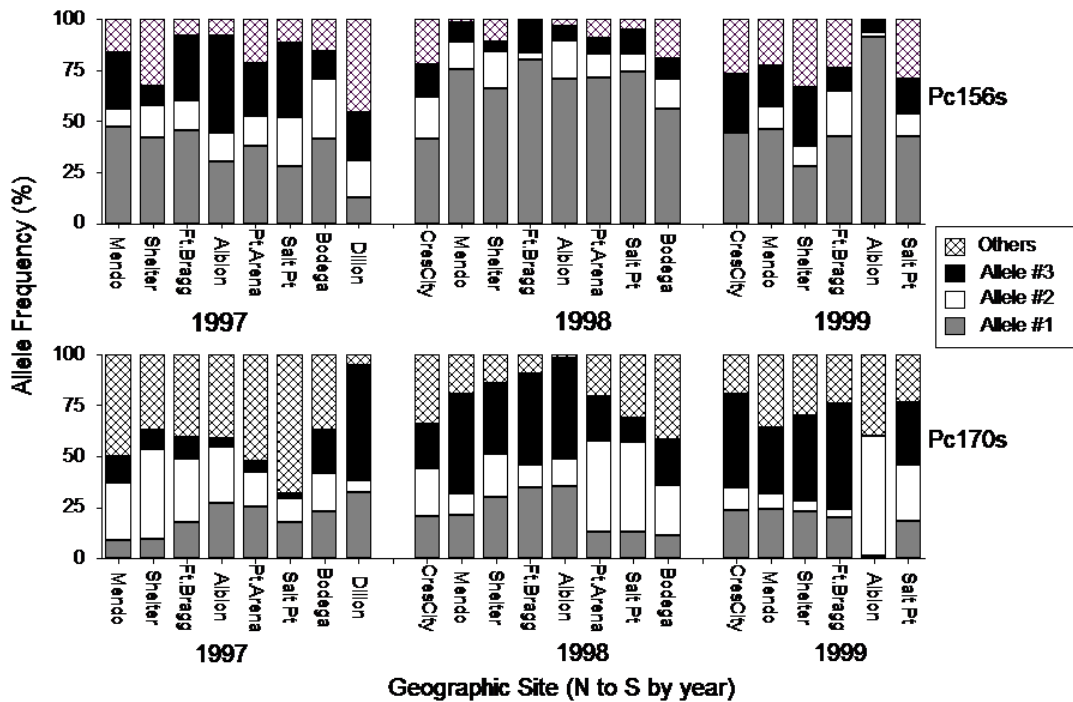 Allele Frequency (%)
100
75
50
25
0
Mendo
Shelter
Ft.Bragg
Albion
Pt.Arena
Salt Pt
Bodega
Dillon
1997
CresCity
Mendo
Shelter
Ft.Bragg
Albion
Pt.Arena
Salt Pt
Bodega
1998
CresCity
Mendo
Shelter
Ft.Bragg
Albion
Salt Pt
1999
Pc156s
Others
Allele #3
Allele #2
Allele #1
100
75
50
25
0
Mendo
Shelter
Ft.Bragg
Albion
Pt.Arena
Salt Pt
Bodega
Dillon
1997
CresCity
Mendo
Shelter
Ft.Bragg
Albion
Pt.Arena
Salt Pt
Bodega
1998
CresCity
Mendo
Shelter
Ft.Bragg
Albion
Salt Pt
1999
Pc170s
Geographic Site (N to S by year)